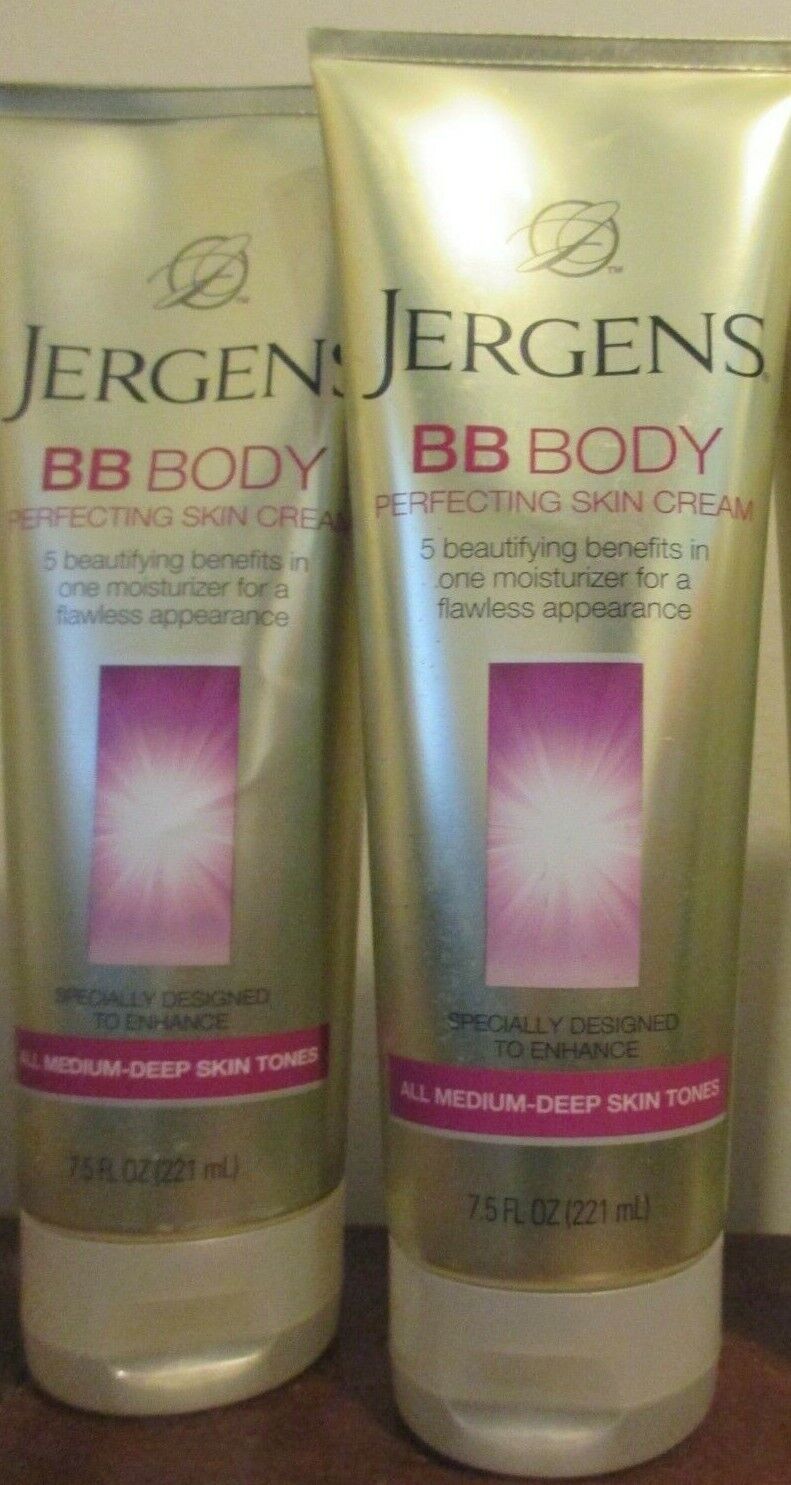 JERGENS
BB BODY
PERFECTING SKIN CREAM
5 beautifying benefits in
one moisturizer for a
flawless appearance
SPECIALLY DESIGNED
TO ENHANCE
ALL MEDIUM-DEEP SKIN TONES
7.5 FL OZ (221 mL)
JERGENS
BB BODY
PERFECTING SKIN CREAM
5 beautifying benefits in
one moisturizer for a
flawless appearance
SPECIALLY DESIGNED
TO ENHANCE
ALL MEDIUM-DEEP SKIN TONES
7.5 FL OZ (221 mL)